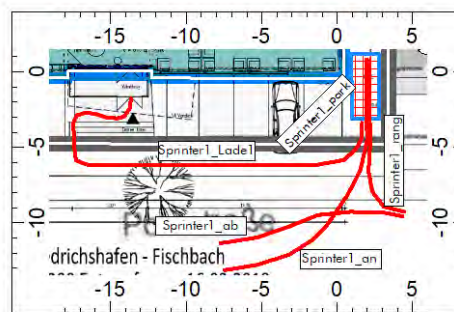 -15 -10 -5 0 5
0 0
Sprinter1_Park
Sprinter1_rang
-5 -5
Sprinter1_Lade1
-10 -10
Sprinter1_ab
Sprinter1_an
drichshafen - Fischbach
-15 -10 -5 0 5